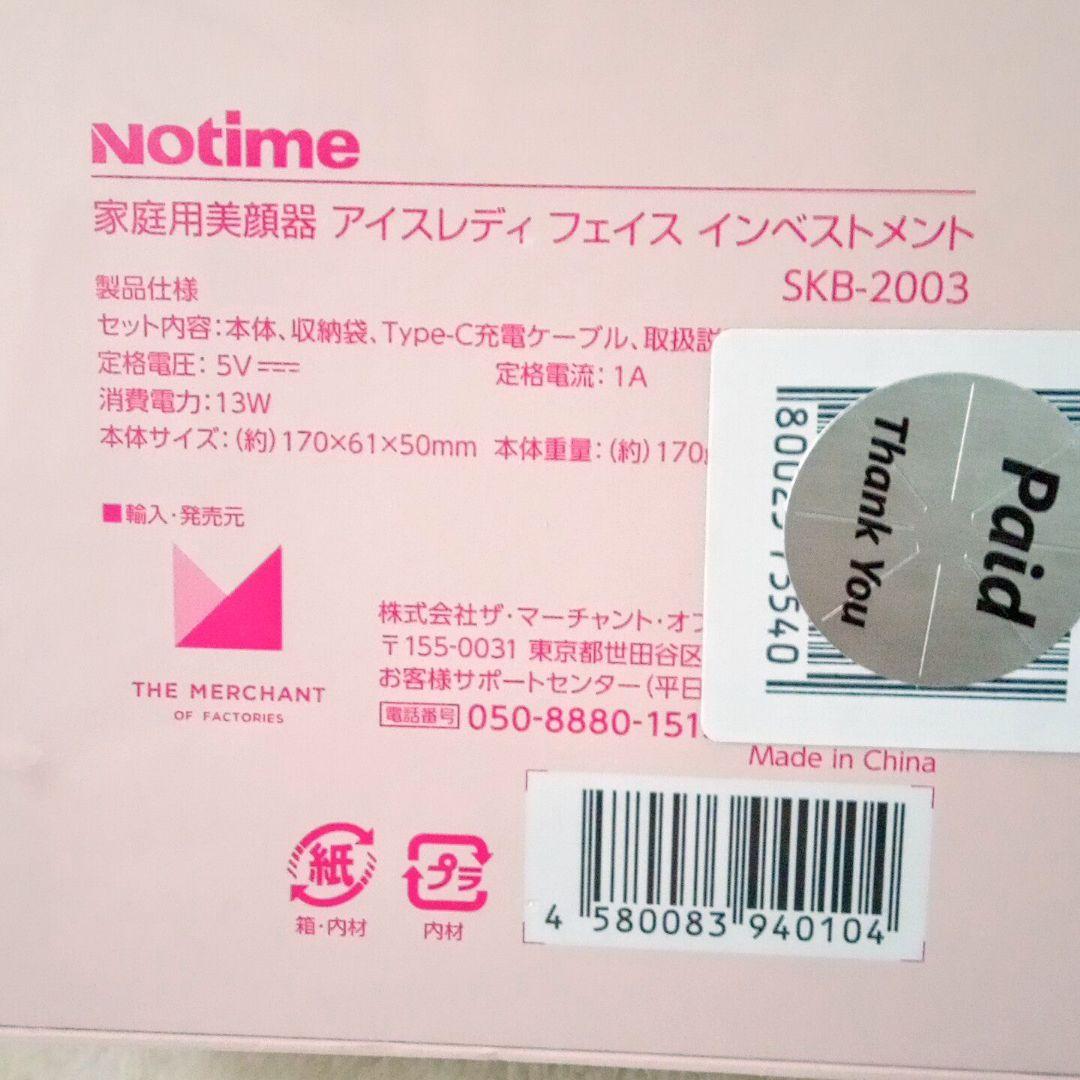 Notime
家庭用美顔器 アイスレディ フェイス インベストメント
SKB-2003
製品仕様
セット内容：本体、収納袋、Type-C充電ケーブル、取扱説
定格電圧：5V 定格電流：1A
消費電力：13W
本体サイズ：(約)170×61×50mm 本体重量：(約)170g
■輸入・発売元
THE MERCHANT
OF FACTORIES
株式会社ザ・マーチャント・オブ
〒155-0031 東京都世田谷区
お客様サポートセンター(平日
電話番号 050-8880-151
Made in China
Thank You
Paid
紙
箱・内材
プラ
内材
4 580083 940104